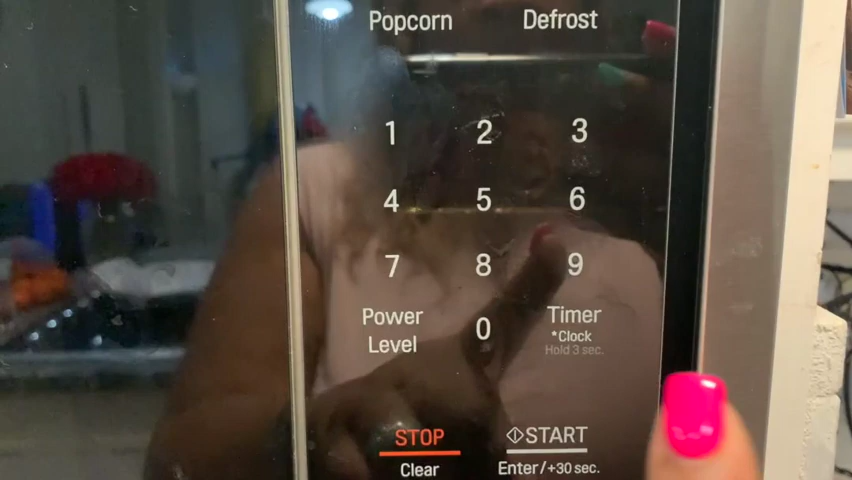 Popcorn Defrost
1 2 3
4 5 6
7 8 9
Power Level 0 Timer
*Clock
Hold 3 sec.
STOP START
Clear Enter/+30 sec.